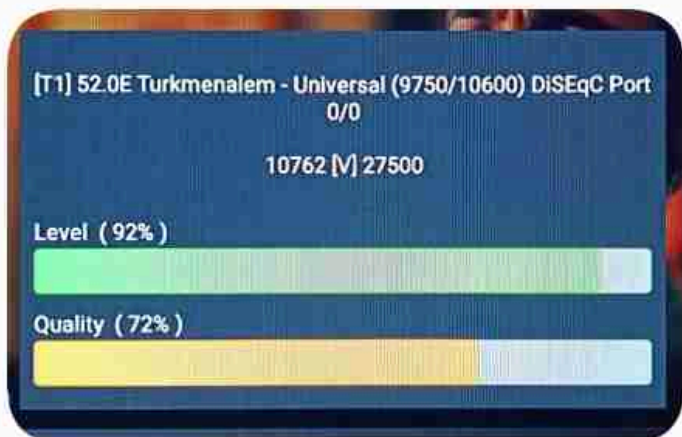 [T1] 52.0E Turkmenalem - Universal (9750/10600) DiSEqC Port
0/0
10762 [V] 27500
Level ( 92% )
Quality ( 72% )